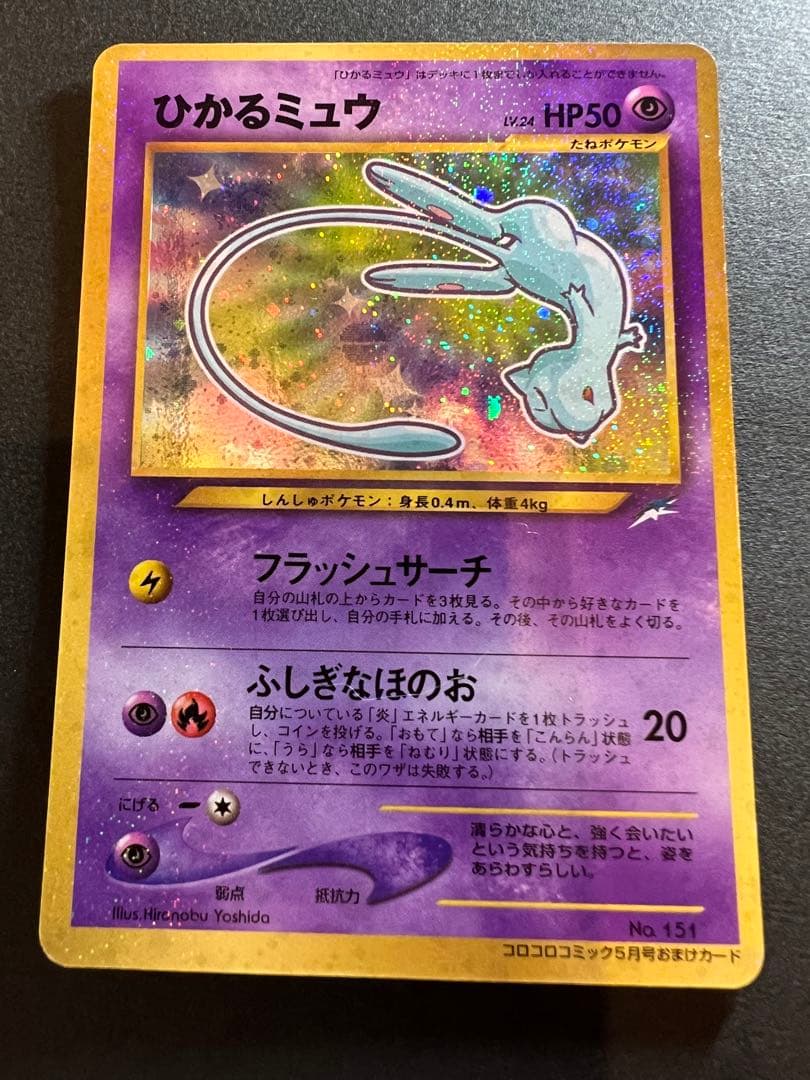 「ひかるミュウ」はデッキに1枚までしか入れることができません。
ひかるミュウ
LV.24 HP50
たねポケモン
しんしゅポケモン：身長0.4m、体重4kg
フラッシュサーチ
自分の山札の上からカードを3枚見る。その中から好きなカードを
1枚選び出し、自分の手札に加える。その後、その山札をよく切る。
ふしぎなほのお
自分についている「炎」エネルギーカードを1枚トラッシュ
し、コインを投げる。「おもて」なら相手を「こんらん」状態
に、「うら」なら相手を「ねむり」状態にする。（トラッシュ
できないとき、このワザは失敗する。）
20
にげる
清らかな心と、強く会いたい
という気持ちを持つと、姿を
あらわすらしい。
弱点
抵抗力
Illus.Hironobu Yoshida
No. 151
コロコロコミック5月号おまけカード